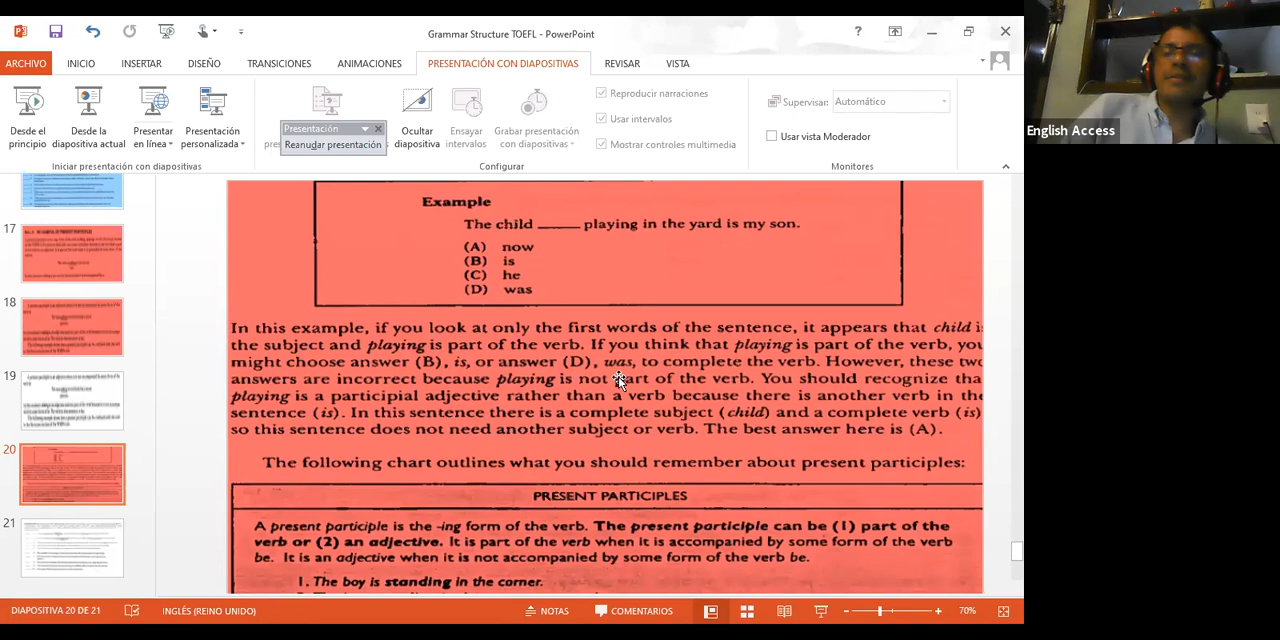 Grammar Structure TOEFL - PowerPoint
ARCHIVO INICIO INSERTAR DISEÑO TRANSICIONES ANIMACIONES PRESENTACIÓN CON DIAPOSITIVAS REVISAR VISTA
Desde el principio
Desde la diapositiva actual
Presentar en línea
Presentación personalizada
Iniciar presentación con diapositivas
Presentación
Reanudar presentación
Ocultar diapositiva
Ensayar intervalos
Grabar presentación con diapositivas
Configurar
Reproducir narraciones
Usar intervalos
Mostrar controles multimedia
Supervisar: Automático
Usar vista Moderador
Monitores
English Access
17
18
19
20
21
Example
The child ______ playing in the yard is my son.
(A) now
(B) is
(C) he
(D) was
In this example, if you look at only the first words of the sentence, it appears that child is
the subject and playing is part of the verb. If you think that playing is part of the verb, you
might choose answer (B), is, or answer (D), was, to complete the verb. However, these two
answers are incorrect because playing is not part of the verb. You should recognize tha
playing is a participial adjective rather than a verb because there is another verb in the
sentence (is). In this sentence there is a complete subject (child) and a complete verb (is)
so this sentence does not need another subject or verb. The best answer here is (A).
The following chart outlines what you should remember about present participles:
PRESENT PARTICIPLES
A present participle is the -ing form of the verb. The present participle can be (1) part of the
verb or (2) an adjective. It is part of the verb when it is accompanied by some form of the verb
be. It is an adjective when it is not accompanied by some form of the verb be.
1. The boy is standing in the corner.
DIAPOSITIVA 20 DE 21 INGLÉS (REINO UNIDO) NOTAS COMENTARIOS 70%